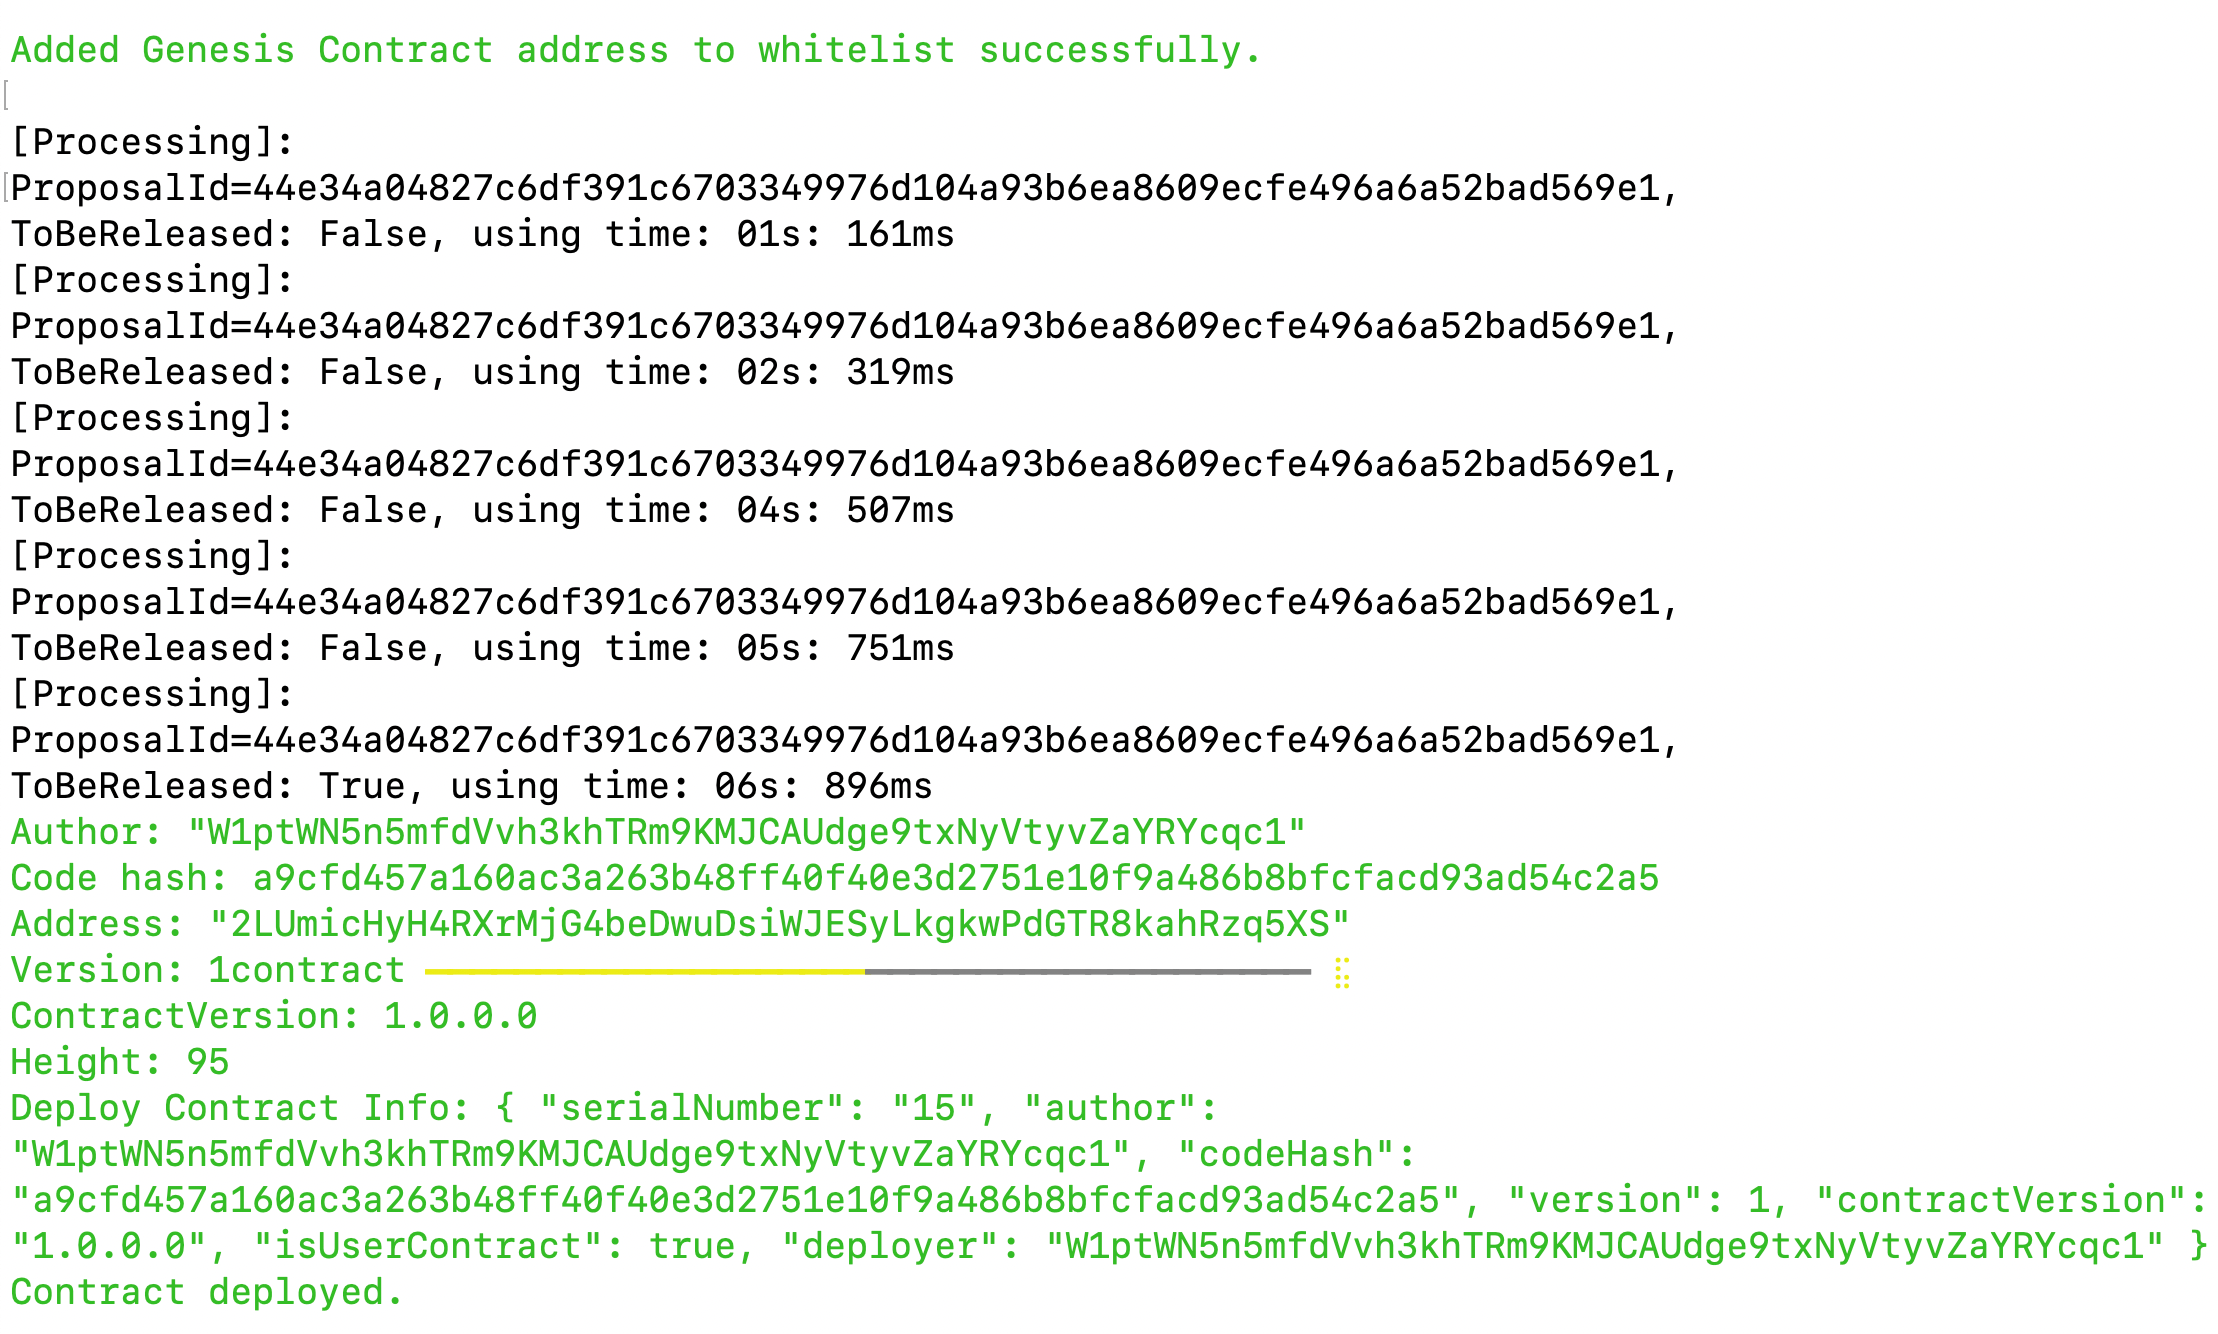 Added Genesis Contract address to whitelist successfully.
[Processing]:
ProposalId=44e34a04827c6df391c6703349976d104a93b6ea8609ecfe496a6a52bad569e1,
ToBeReleased: False, using time: 01s: 161ms
[Processing]:
ProposalId=44e34a04827c6df391c6703349976d104a93b6ea8609ecfe496a6a52bad569e1,
ToBeReleased: False, using time: 02s: 319ms
[Processing]:
ProposalId=44e34a04827c6df391c6703349976d104a93b6ea8609ecfe496a6a52bad569e1,
ToBeReleased: False, using time: 04s: 507ms
[Processing]:
ProposalId=44e34a04827c6df391c6703349976d104a93b6ea8609ecfe496a6a52bad569e1,
ToBeReleased: False, using time: 05s: 751ms
[Processing]:
ProposalId=44e34a04827c6df391c6703349976d104a93b6ea8609ecfe496a6a52bad569e1,
ToBeReleased: True, using time: 06s: 896ms
Author: "W1ptWN5n5mfdVvh3khTRm9KMJCAUdge9txNyVtyvZaYRYcqc1"
Code hash: a9cfd457a160ac3a263b48ff40f40e3d2751e10f9a486b8bfcfacd93ad54c2a5
Address: "2LUmicHyH4RXrMjG4beDwuDsiWJESyLkgkwPdGTR8kahRzq5XS"
Version: 1contract
ContractVersion: 1.0.0.0
Height: 95
Deploy Contract Info: { "serialNumber": "15", "author":
"W1ptWN5n5mfdVvh3khTRm9KMJCAUdge9txNyVtyvZaYRYcqc1", "codeHash":
"a9cfd457a160ac3a263b48ff40f40e3d2751e10f9a486b8bfcfacd93ad54c2a5", "version": 1, "contractVersion":
"1.0.0.0", "isUserContract": true, "deployer": "W1ptWN5n5mfdVvh3khTRm9KMJCAUdge9txNyVtyvZaYRYcqc1" }
Contract deployed.